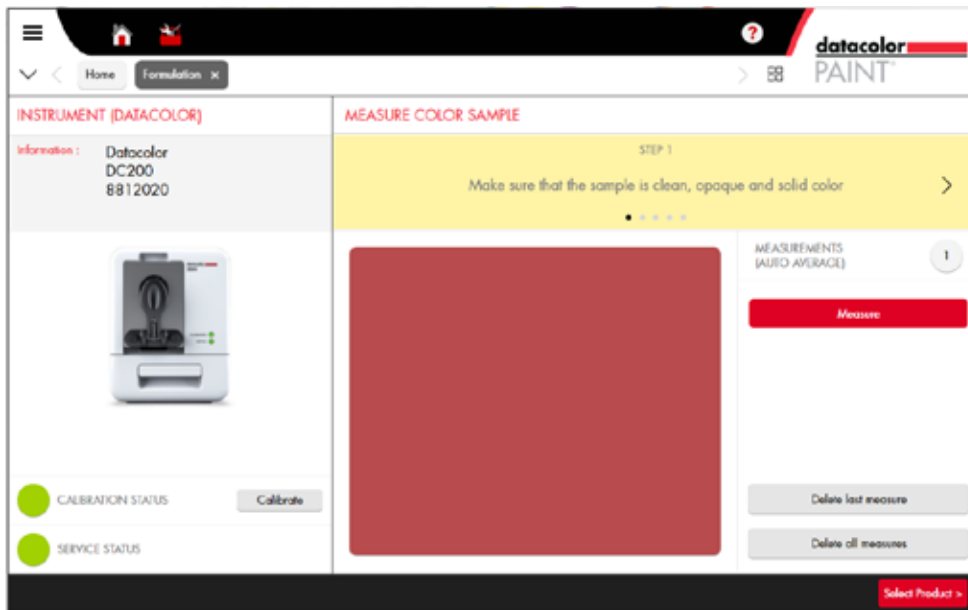 ?
datacolor
PAINT
Home
Formulation ×
INSTRUMENT (DATACOLOR)
MEASURE COLOR SAMPLE
Information :
Datacolor
DC200
8812020
STEP 1
Make sure that the sample is clean, opaque and solid color
MEASUREMENTS
(AUTO AVERAGE)
1
Measure
CALIBRATION STATUS
Calibrate
Delete last measure
SERVICE STATUS
Delete all measures
Select Product >